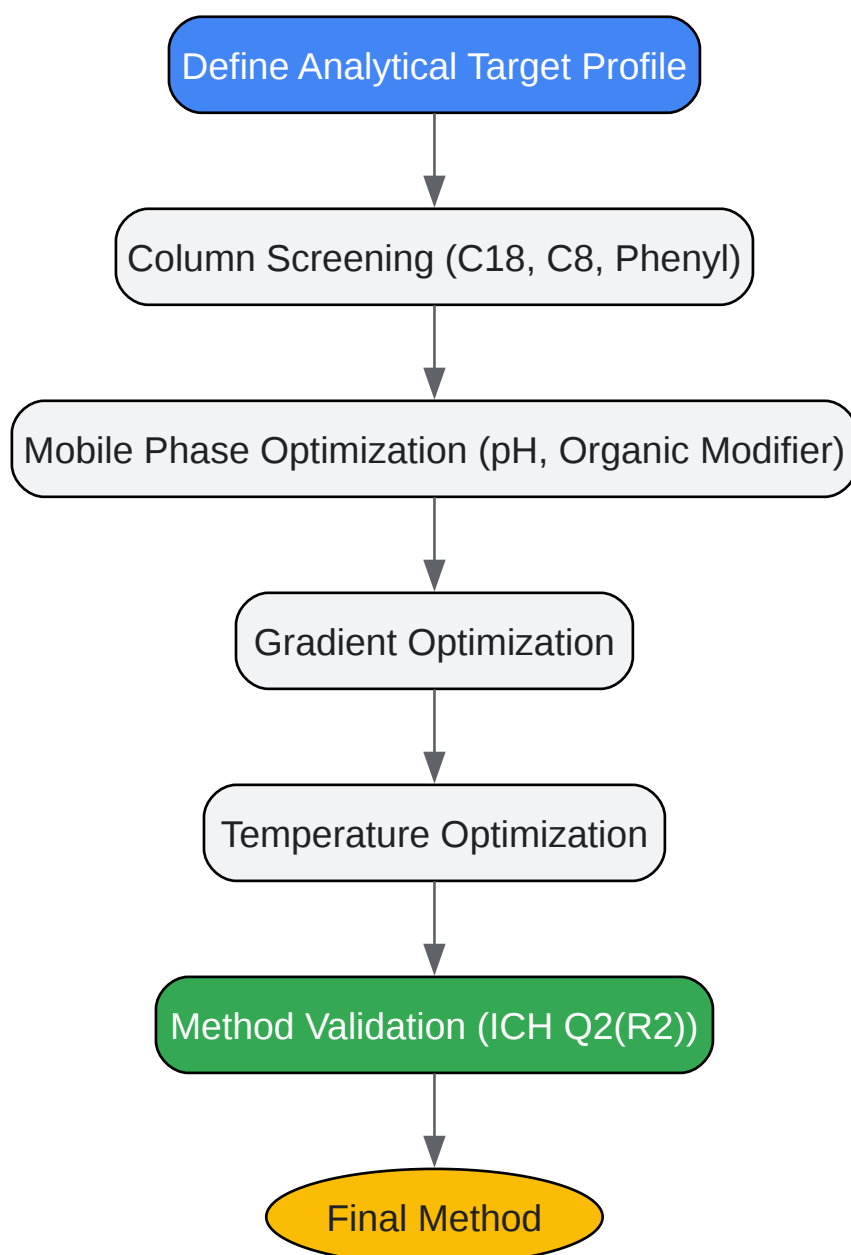 Define Analytical Target Profile
Column Screening (C18, C8, Phenyl)
Mobile Phase Optimization (pH, Organic Modifier)
Gradient Optimization
Temperature Optimization
Method Validation (ICH Q2(R2))
Final Method